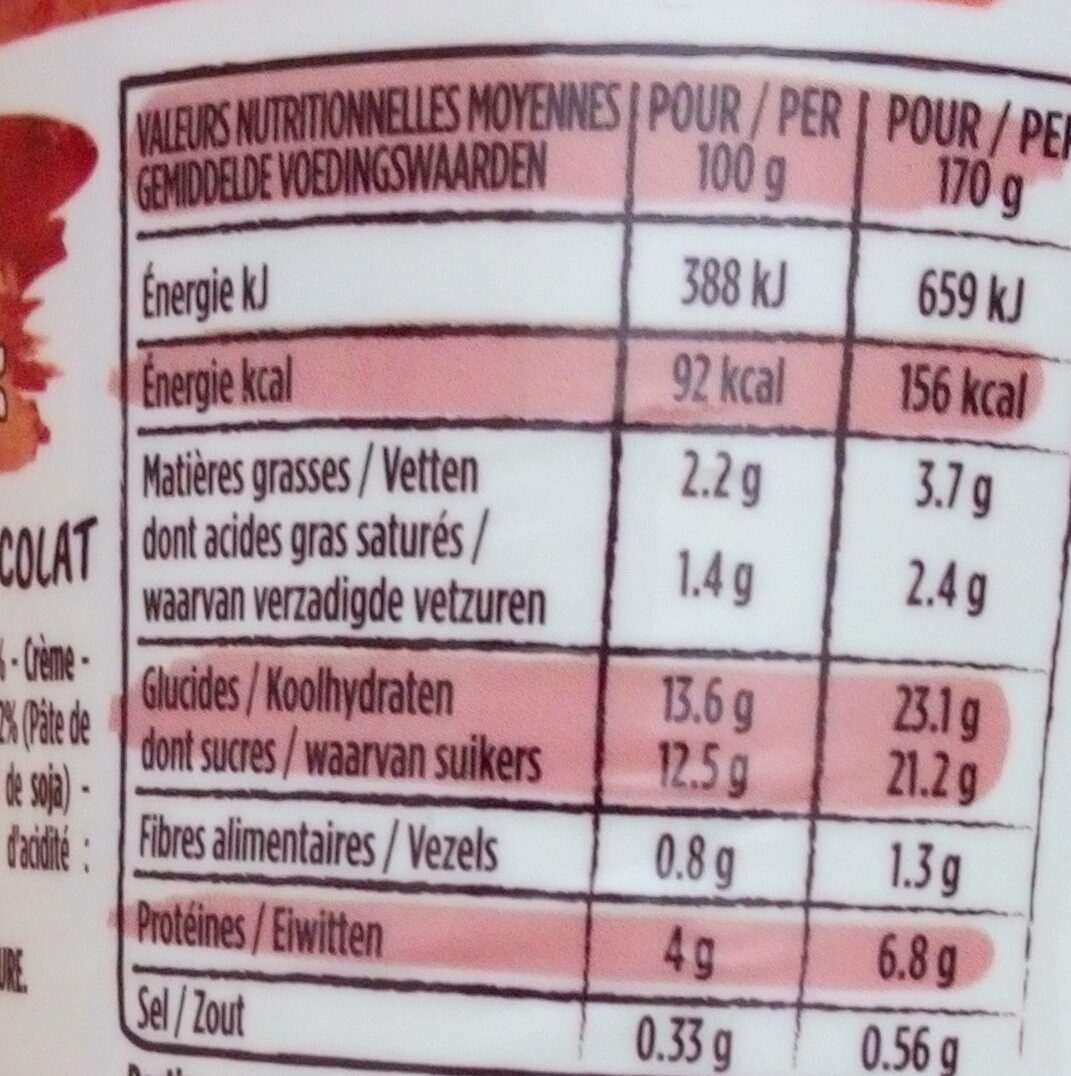 VALEURS NUTRITIONNELLES MOYENNES POUR / PER POUR / PER
GEMIDDELDE VOEDINGSWAARDEN 100 g 170 g
Énergie kJ 388 kJ 659 kJ
Énergie kcal 92 kcal 156 kcal
Matières grasses / Vetten 2.2 g 3.7 g
dont acides gras saturés /
waarvan verzadigde vetzuren 1.4 g 2.4 g
Glucides / Koolhydraten 13.6 g 23.1 g
dont sucres / waarvan suikers 12.5 g 21.2 g
Fibres alimentaires / Vezels 0.8 g 1.3 g
Protéines / Eiwitten 4 g 6.8 g
Sel / Zout 0.33 g 0.56 g
COLAT
% - Crème -
2% (Pâte de
de soja) -
d'acidité :
URE.